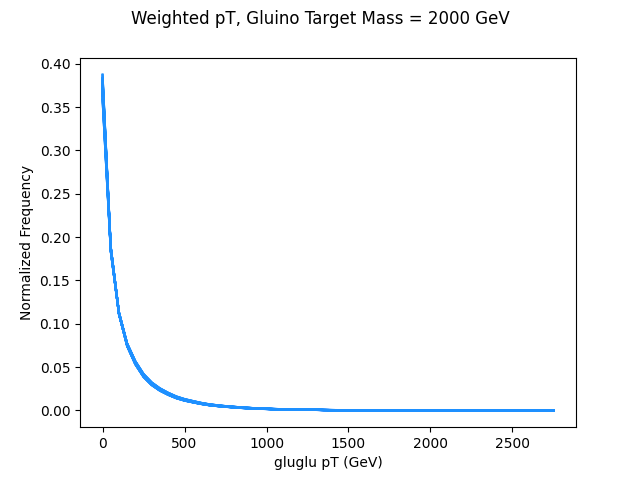 Weighted pT, Gluino Target Mass = 2000 GeV
0.40
0.35
0.30
0.25
0.20
0.15
0.10
0.05
0.00
Normalized Frequency
0 500 1000 1500 2000 2500
gluglu pT (GeV)